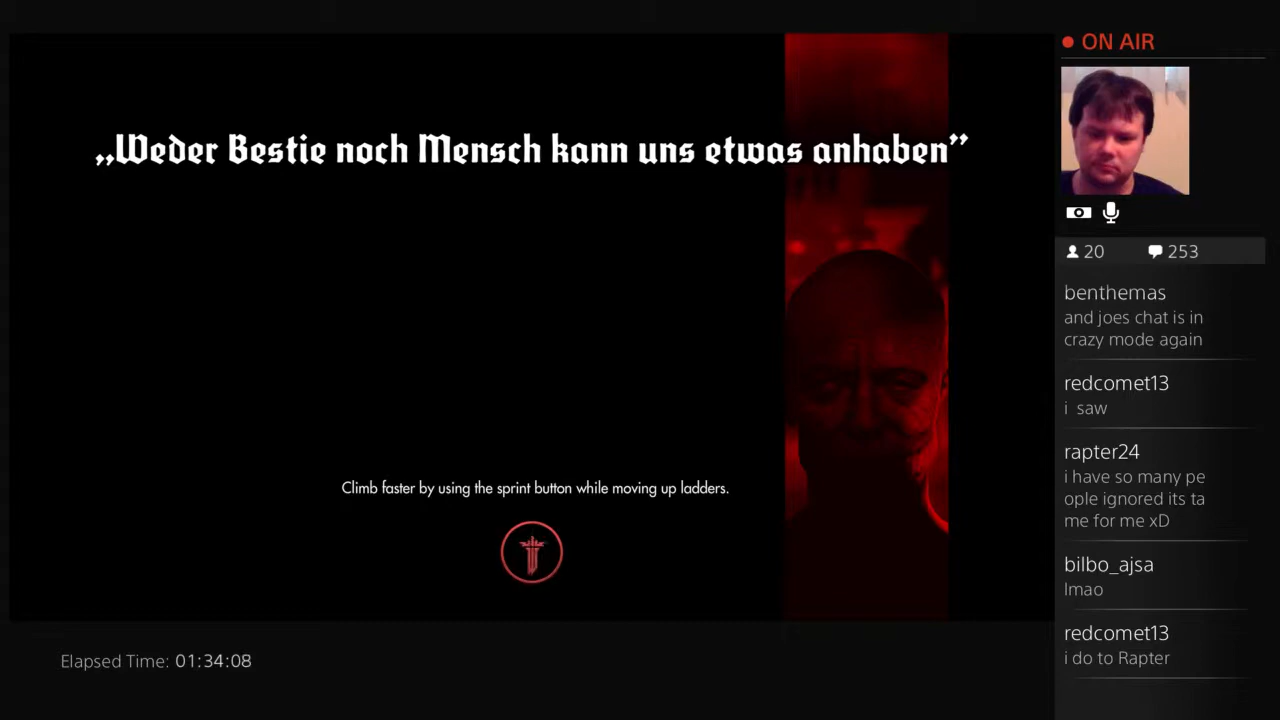 „Weder Bestie noch Mensch kann uns etwas anhaben”
Climb faster by using the sprint button while moving up ladders.
Elapsed Time: 01:34:08
ON AIR
20 253
benthemas
and joes chat is in
crazy mode again
redcomet13
i saw
rapter24
i have so many pe
ople ignored its ta
me for me xD
bilbo_ajsa
lmao
redcomet13
i do to Rapter